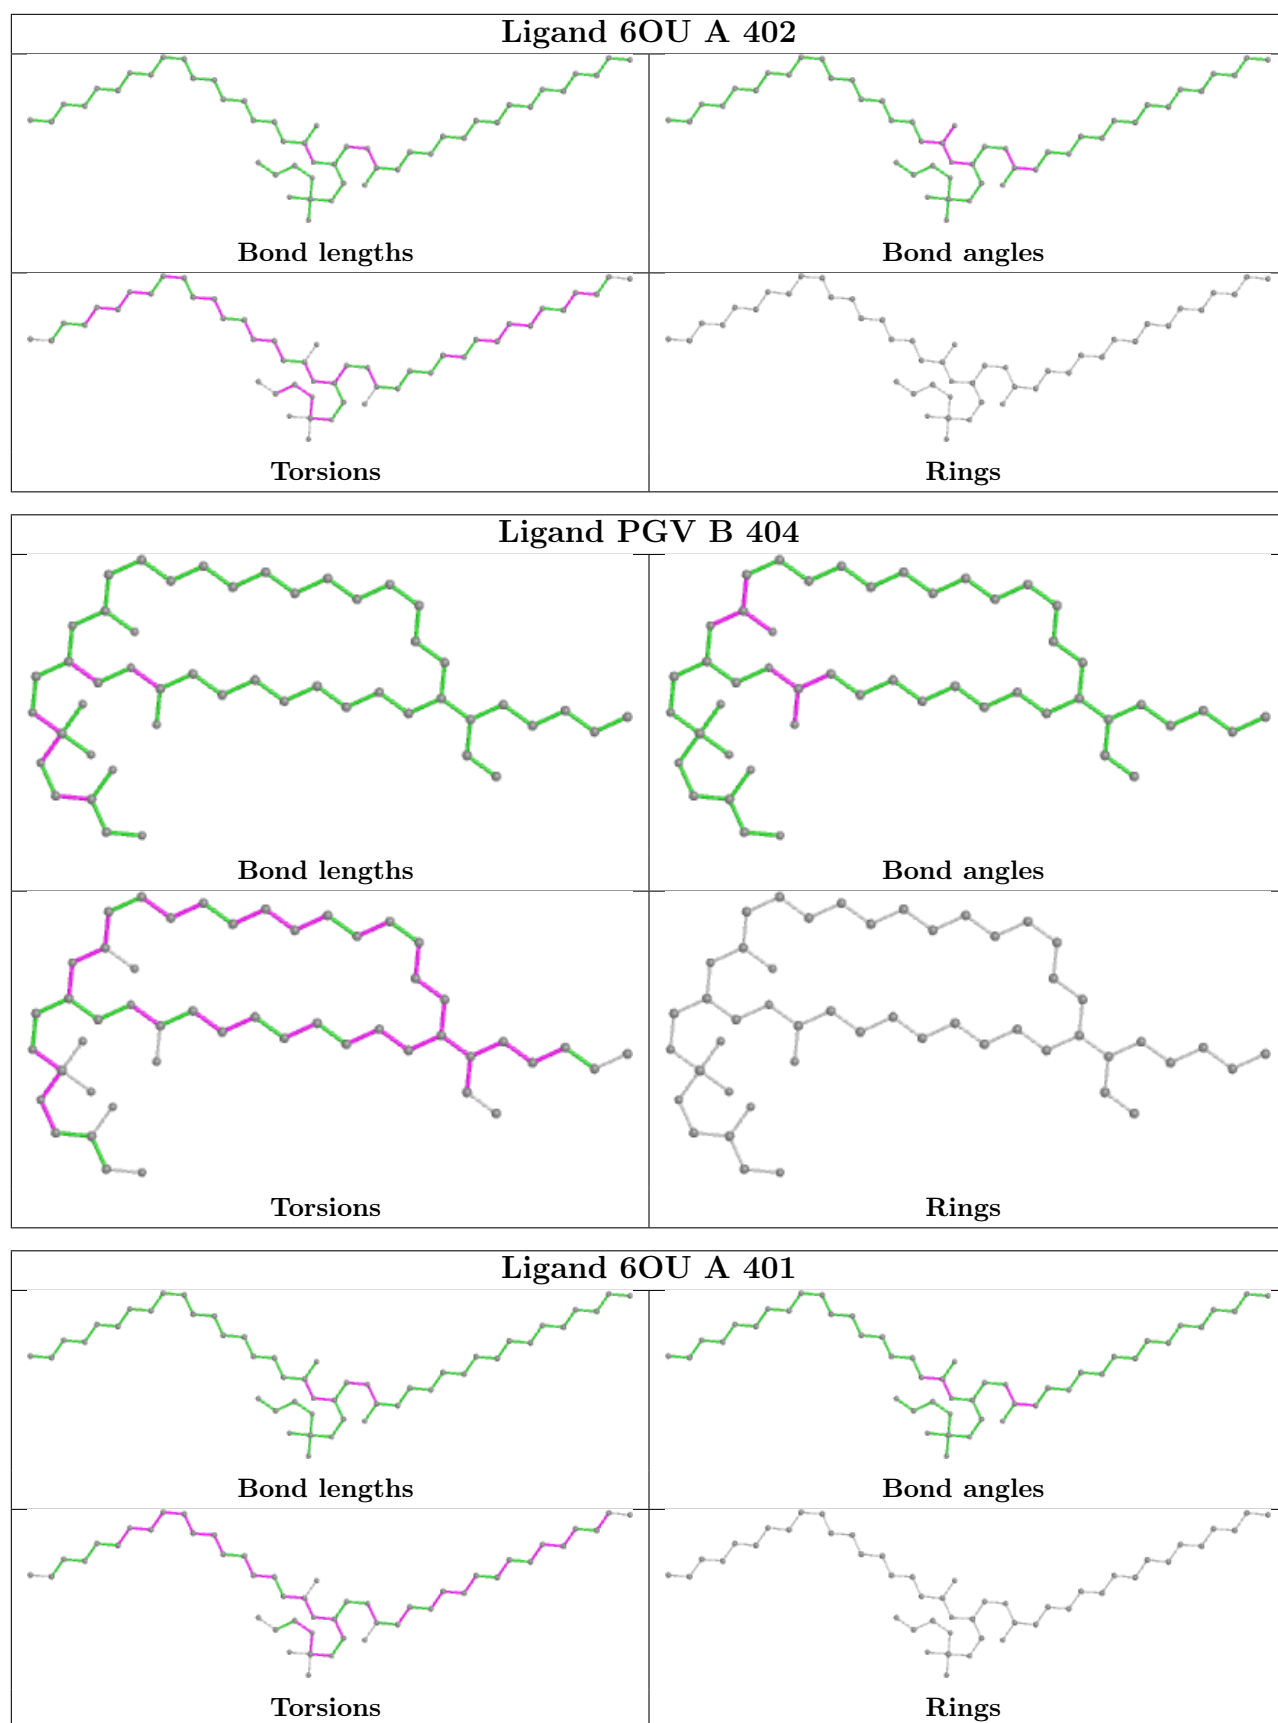 Ligand 6OU A 402
Bond lengths
Bond angles
Torsions
Rings
Ligand PGV B 404
Bond lengths
Bond angles
Torsions
Rings
Ligand 6OU A 401
Bond lengths
Bond angles
Torsions
Rings